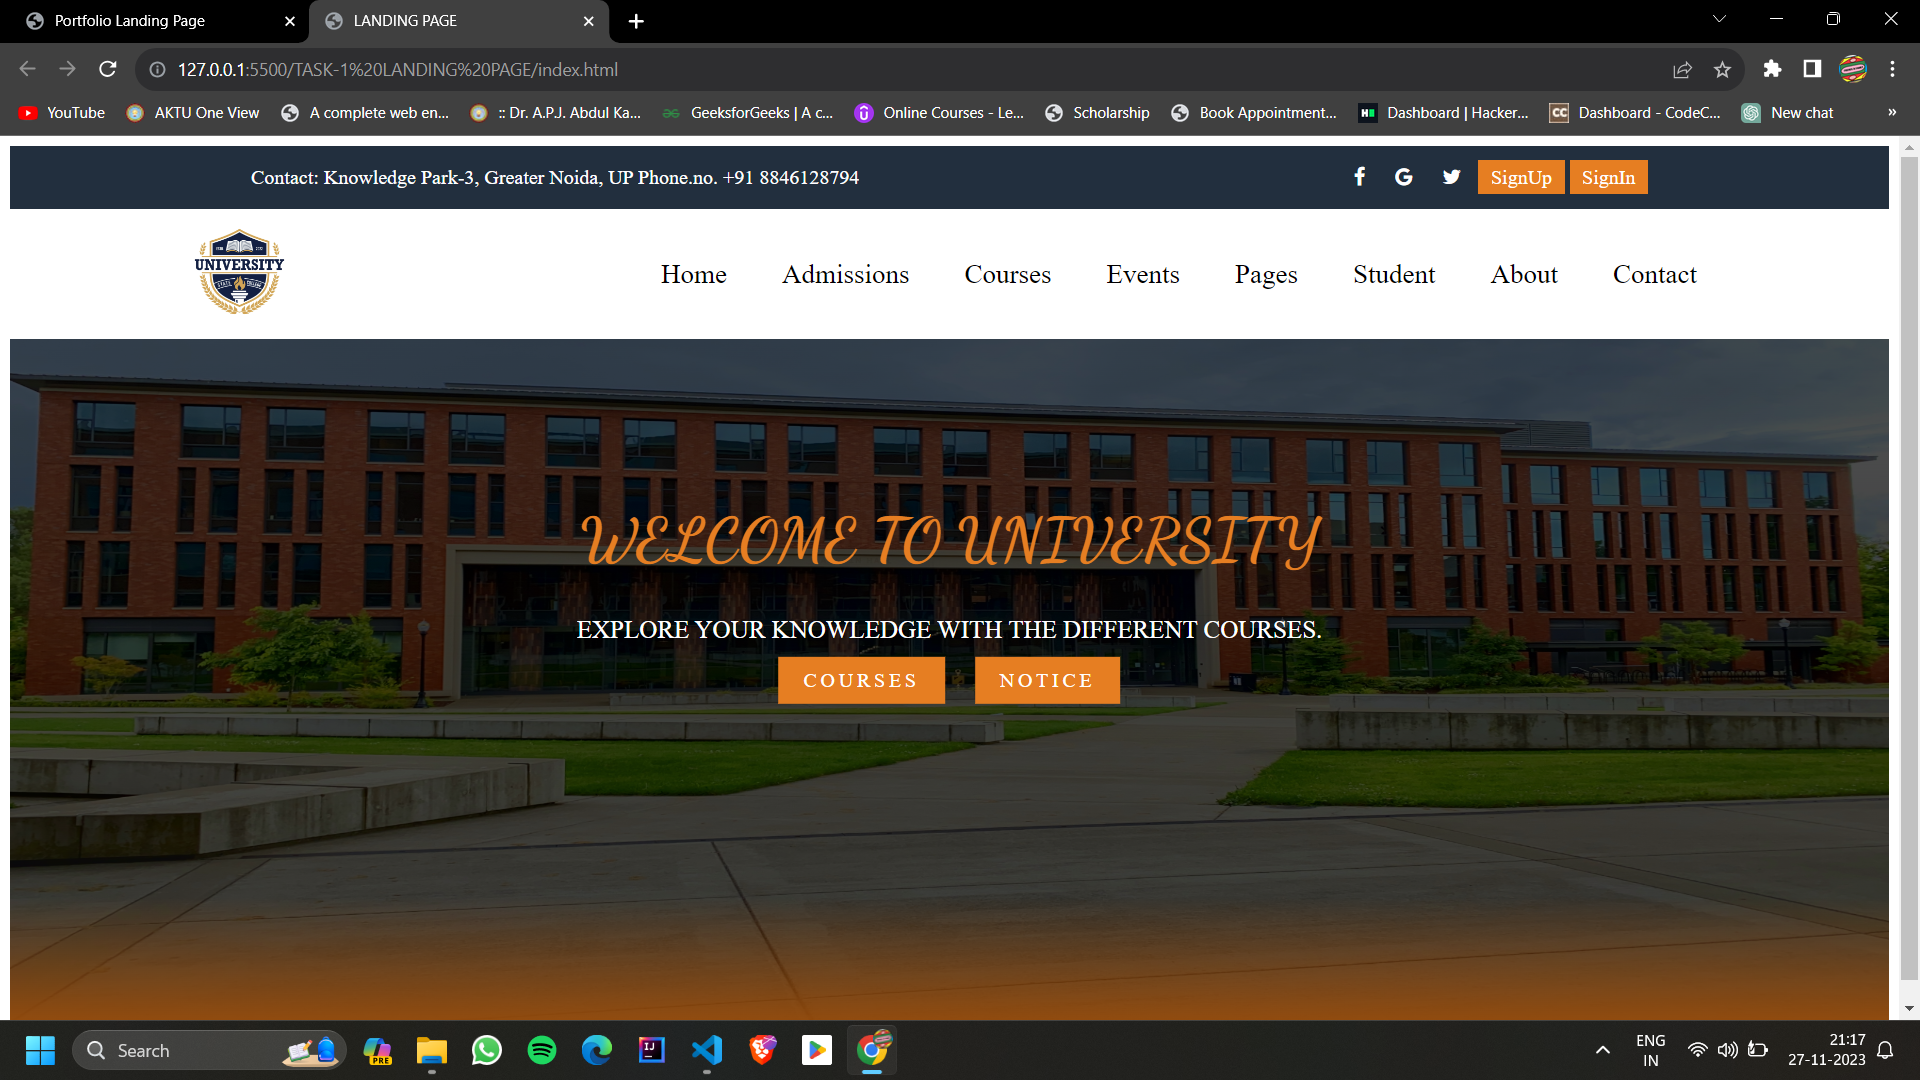 Portfolio Landing Page
LANDING PAGE
127.0.0.1:5500/TASK-1%20LANDING%20PAGE/index.html
YouTube
AKTU One View
A complete web en...
:: Dr. A.P.J. Abdul Ka...
GeeksforGeeks | A c...
Online Courses - Le...
Scholarship
Book Appointment...
Dashboard | Hacker...
CC
Dashboard - CodeC...
New chat
»
Contact: Knowledge Park-3, Greater Noida, UP Phone.no. +91 8846128794
SignUp
SignIn
UNIVERSITY
Home
Admissions
Courses
Events
Pages
Student
About
Contact
WELCOME TO UNIVERSITY
EXPLORE YOUR KNOWLEDGE WITH THE DIFFERENT COURSES.
COURSES
NOTICE
Search
PRE
IJ
ENG
IN
21:17
27-11-2023